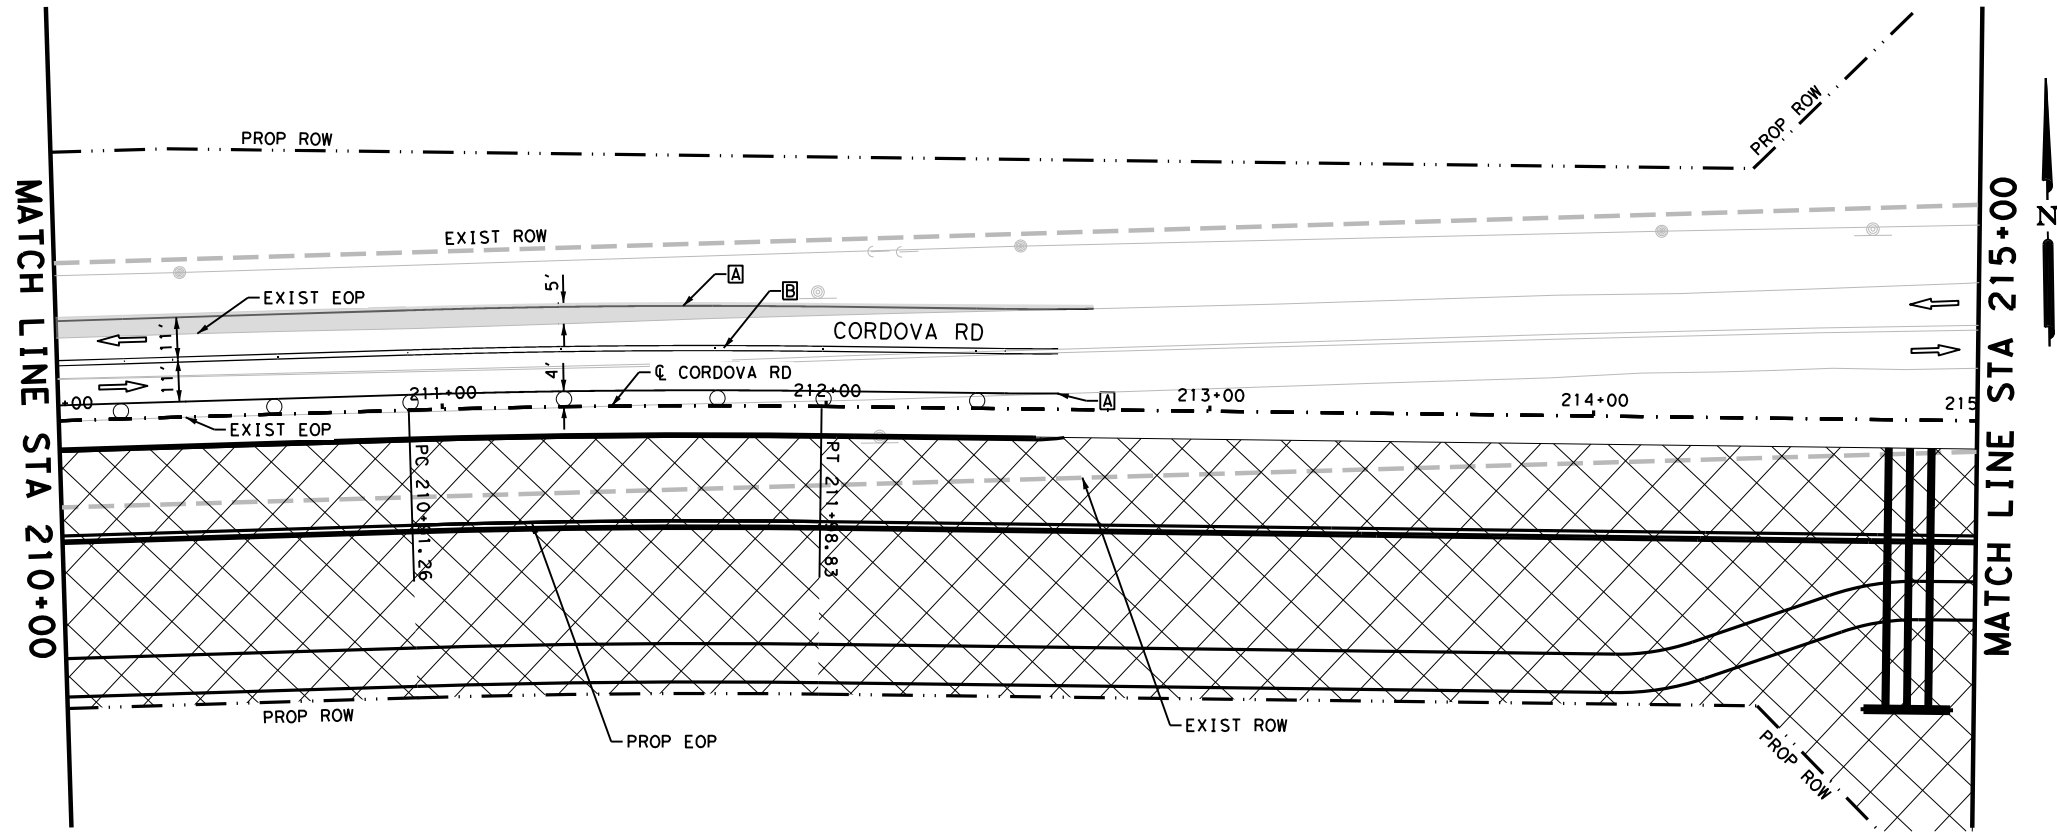 PROP ROW
PROP ROW
EXIST ROW
EXIST EOP
5'
A
B
CORDOVA RD
11'
11'
4'
℄ CORDOVA RD
+00
211+00
212+00
213+00
214+00
215
A
EXIST EOP
PC 210+91.26
PT 211+98.83
PROP ROW
PROP EOP
EXIST ROW
PROP ROW
MATCH LINE STA 210+00
MATCH LINE STA 215+00
N